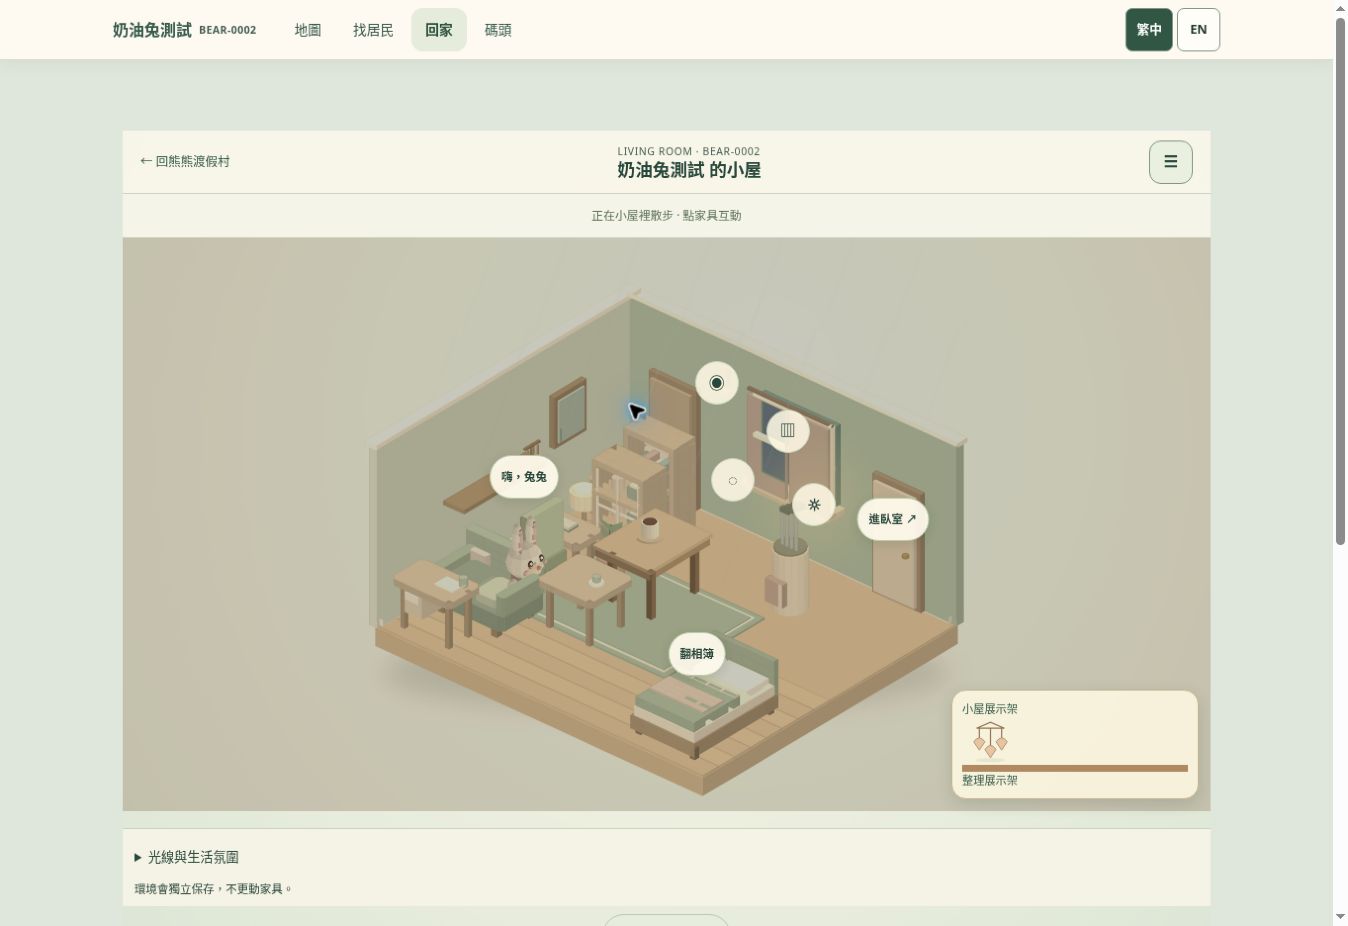 奶油兔測試 BEAR-0002 地圖 找居民 回家 碼頭 繁中 EN
← 回熊熊渡假村
LIVING ROOM · BEAR-0002
奶油兔測試 的小屋
正在小屋裡散步 · 點家具互動
嗨，兔兔
進臥室 ↗
翻相簿
小屋展示架
整理展示架
▶ 光線與生活氛圍
環境會獨立保存，不更動家具。